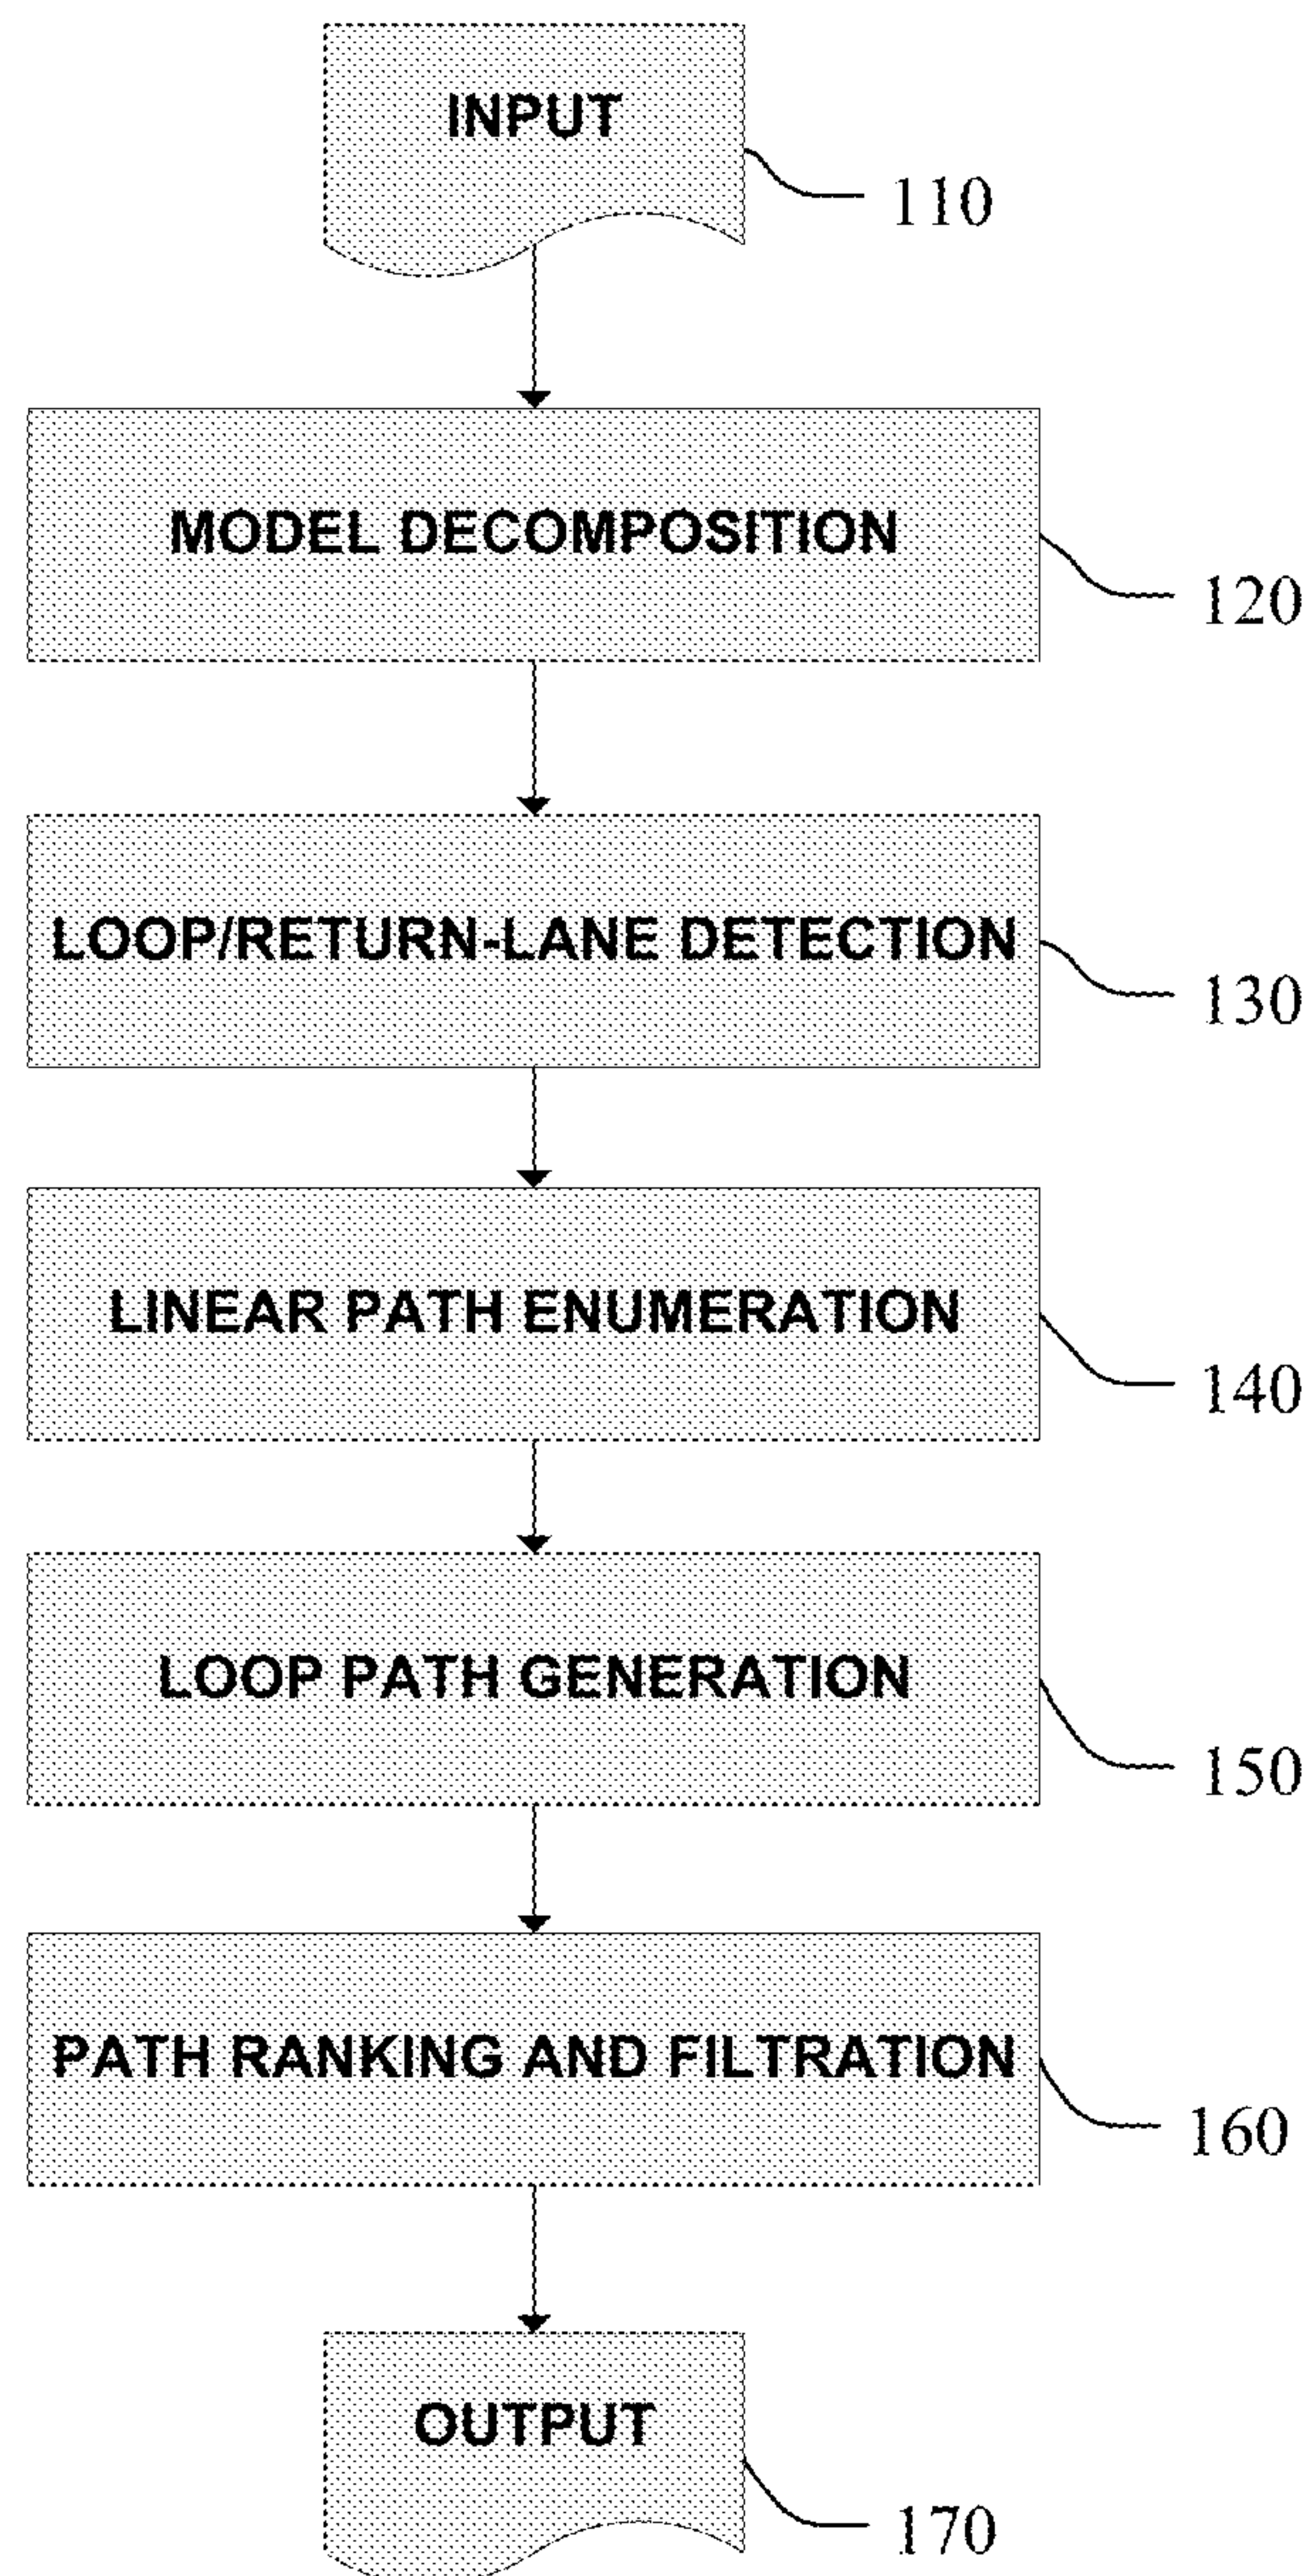 INPUT
110
MODEL DECOMPOSITION
120
LOOP/RETURN-LANE DETECTION
130
LINEAR PATH ENUMERATION
140
LOOP PATH GENERATION
150
PATH RANKING AND FILTRATION
160
OUTPUT
170